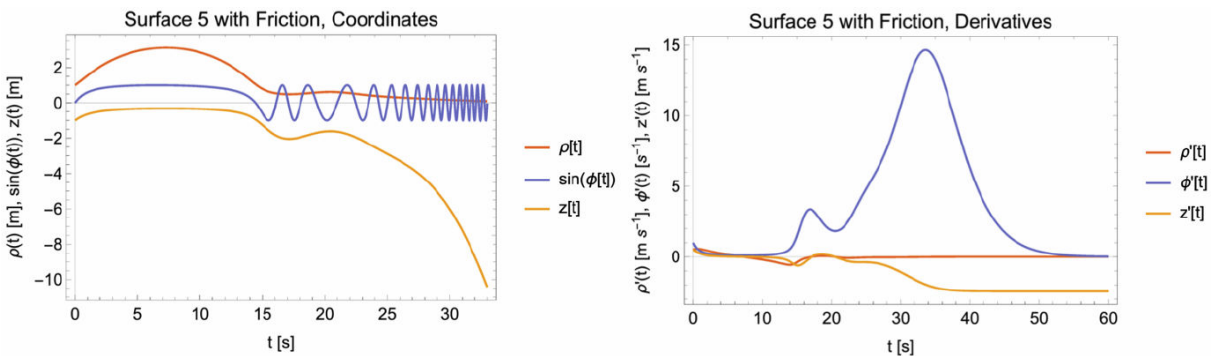 Surface 5 with Friction, Coordinates
ρ(t) [m], sin(ϕ(t)), z(t) [m]
2
0
−2
−4
−6
−8
−10
0
5
10
15
20
25
30
t [s]
ρ[t]
sin(ϕ[t])
z[t]
Surface 5 with Friction, Derivatives
ρ'(t) [m s⁻¹], ϕ'(t) [s⁻¹], z'(t) [m s⁻¹]
15
10
5
0
0
10
20
30
40
50
60
t [s]
ρ'[t]
ϕ'[t]
z'[t]